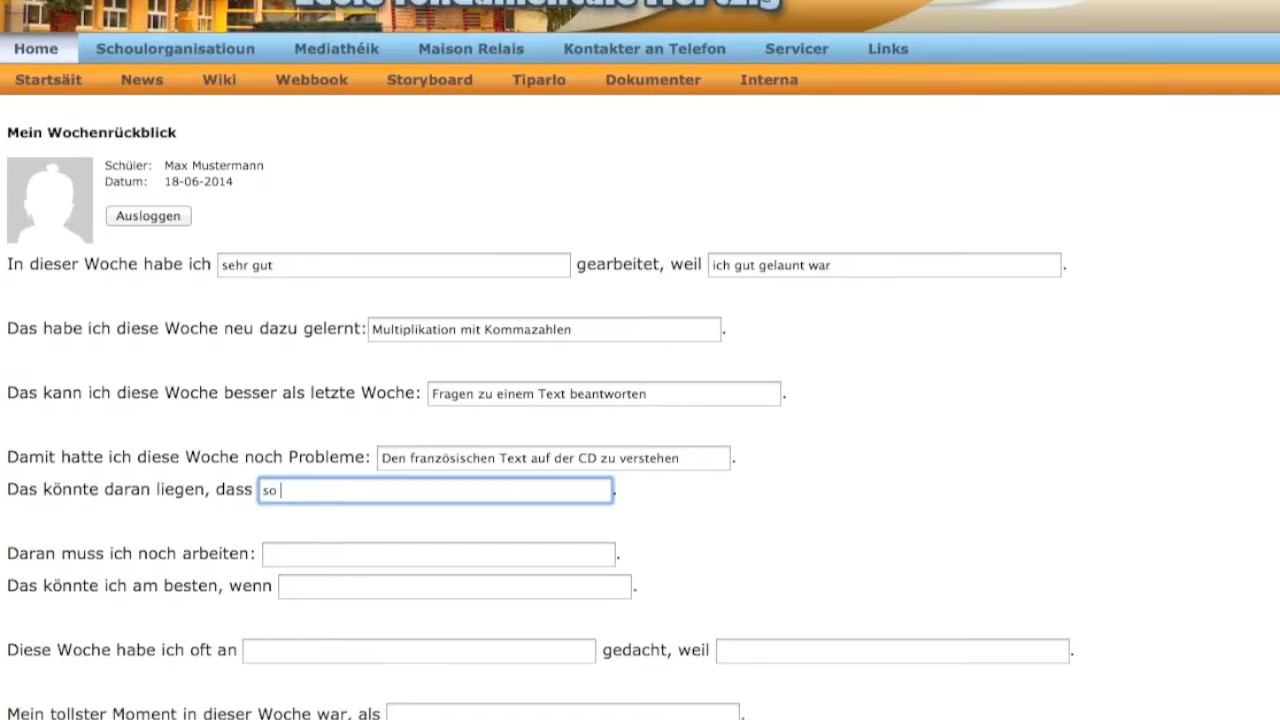 Ecole fondamentale Hertzig
Home Schoulorganisatioun Mediathéik Maison Relais Kontakter an Telefon Servicer Links
Startsäit News Wiki Webbook Storyboard Tiparlo Dokumenter Interna
Mein Wochenrückblick
Schüler: Max Mustermann
Datum: 18-06-2014
Ausloggen
In dieser Woche habe ich sehr gut gearbeitet, weil ich gut gelaunt war.
Das habe ich diese Woche neu dazu gelernt: Multiplikation mit Kommazahlen.
Das kann ich diese Woche besser als letzte Woche: Fragen zu einem Text beantworten.
Damit hatte ich diese Woche noch Probleme: Den französischen Text auf der CD zu verstehen.
Das könnte daran liegen, dass so.
Daran muss ich noch arbeiten: .
Das könnte ich am besten, wenn .
Diese Woche habe ich oft an gedacht, weil .
Mein tollster Moment in dieser Woche war, als .